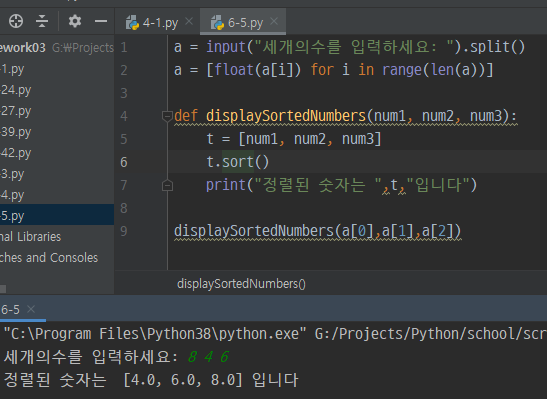 4-1.py
6-5.py
ework03 G:₩Projects
-1.py
-24.py
-27.py
-39.py
-42.py
-3.py
-4.py
-5.py
nal Libraries
ches and Consoles
1 a = input("세개의수를 입력하세요: ").split()
2 a = [float(a[i]) for i in range(len(a))]
3
4 def displaySortedNumbers(num1, num2, num3):
5 t = [num1, num2, num3]
6 t.sort()
7 print("정렬된 숫자는 ",t,"입니다")
8
9 displaySortedNumbers(a[0],a[1],a[2])
displaySortedNumbers()
6-5
"C:\Program Files\Python38\python.exe" G:/Projects/Python/school/scr
세개의수를 입력하세요: 8 4 6
정렬된 숫자는  [4.0, 6.0, 8.0] 입니다